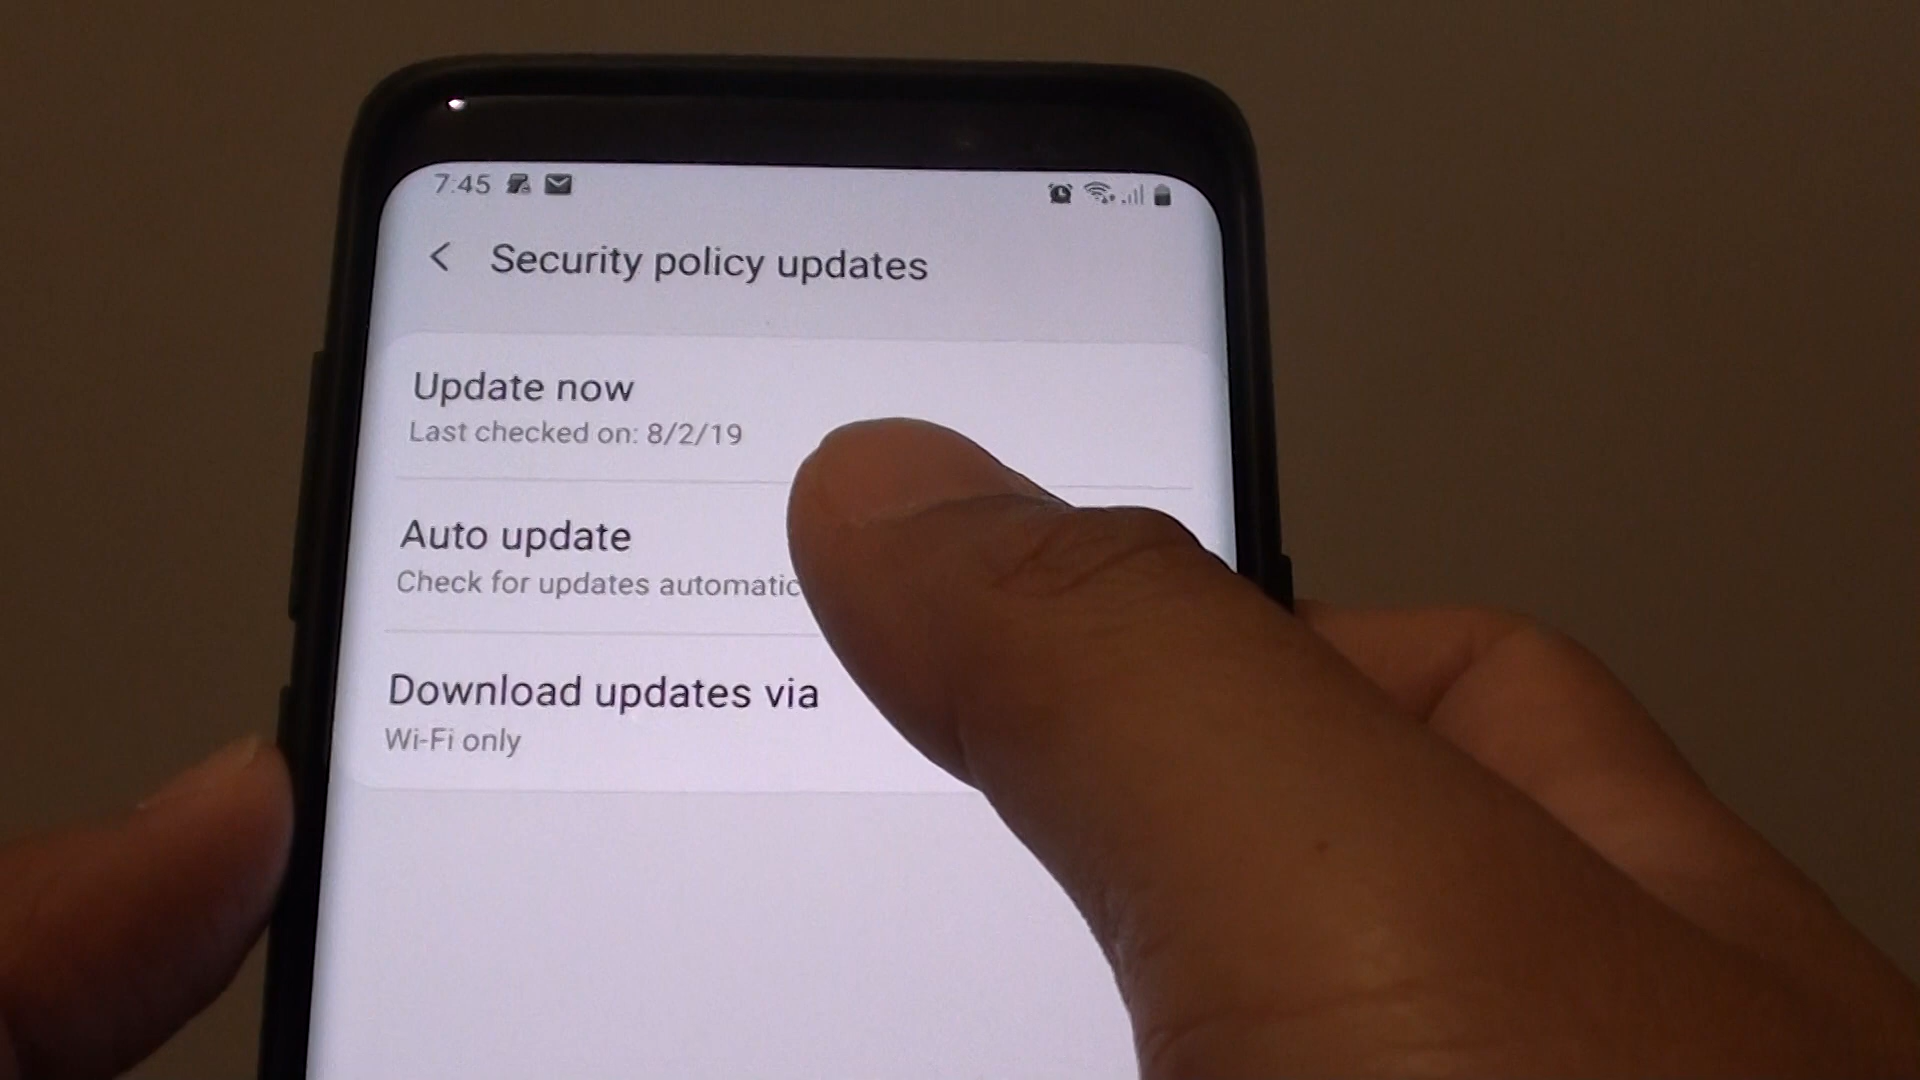 7:45
Security policy updates
Update now
Last checked on: 8/2/19
Auto update
Check for updates automatic
Download updates via
Wi-Fi only